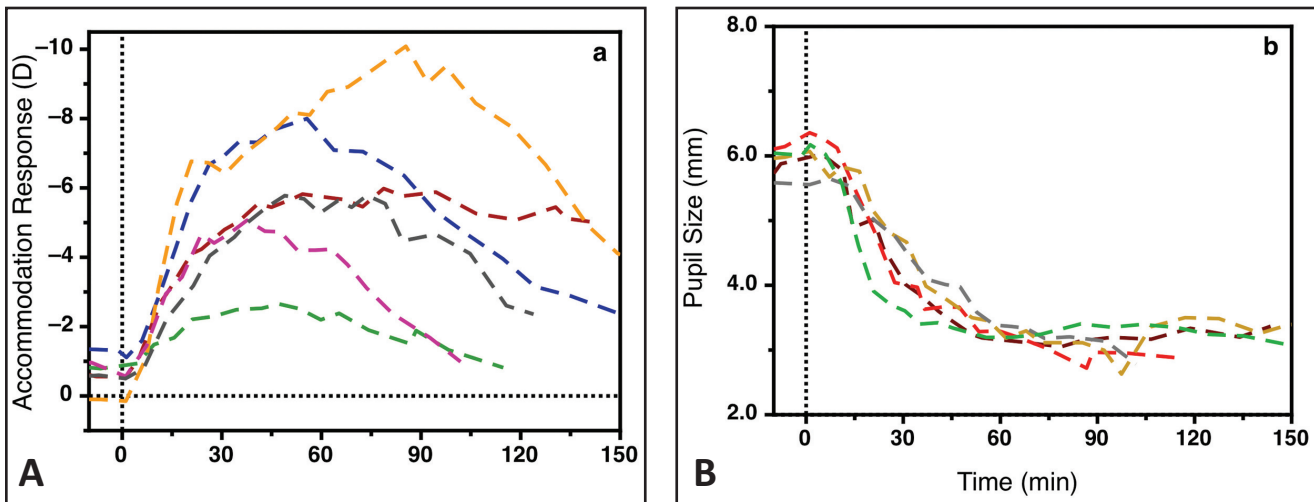 a
Accommodation Response (D)
–10
–8
–6
–4
–2
0
0 30 60 90 120 150
A
b
Pupil Size (mm)
8.0
6.0
4.0
2.0
0 30 60 90 120 150
Time (min)
B